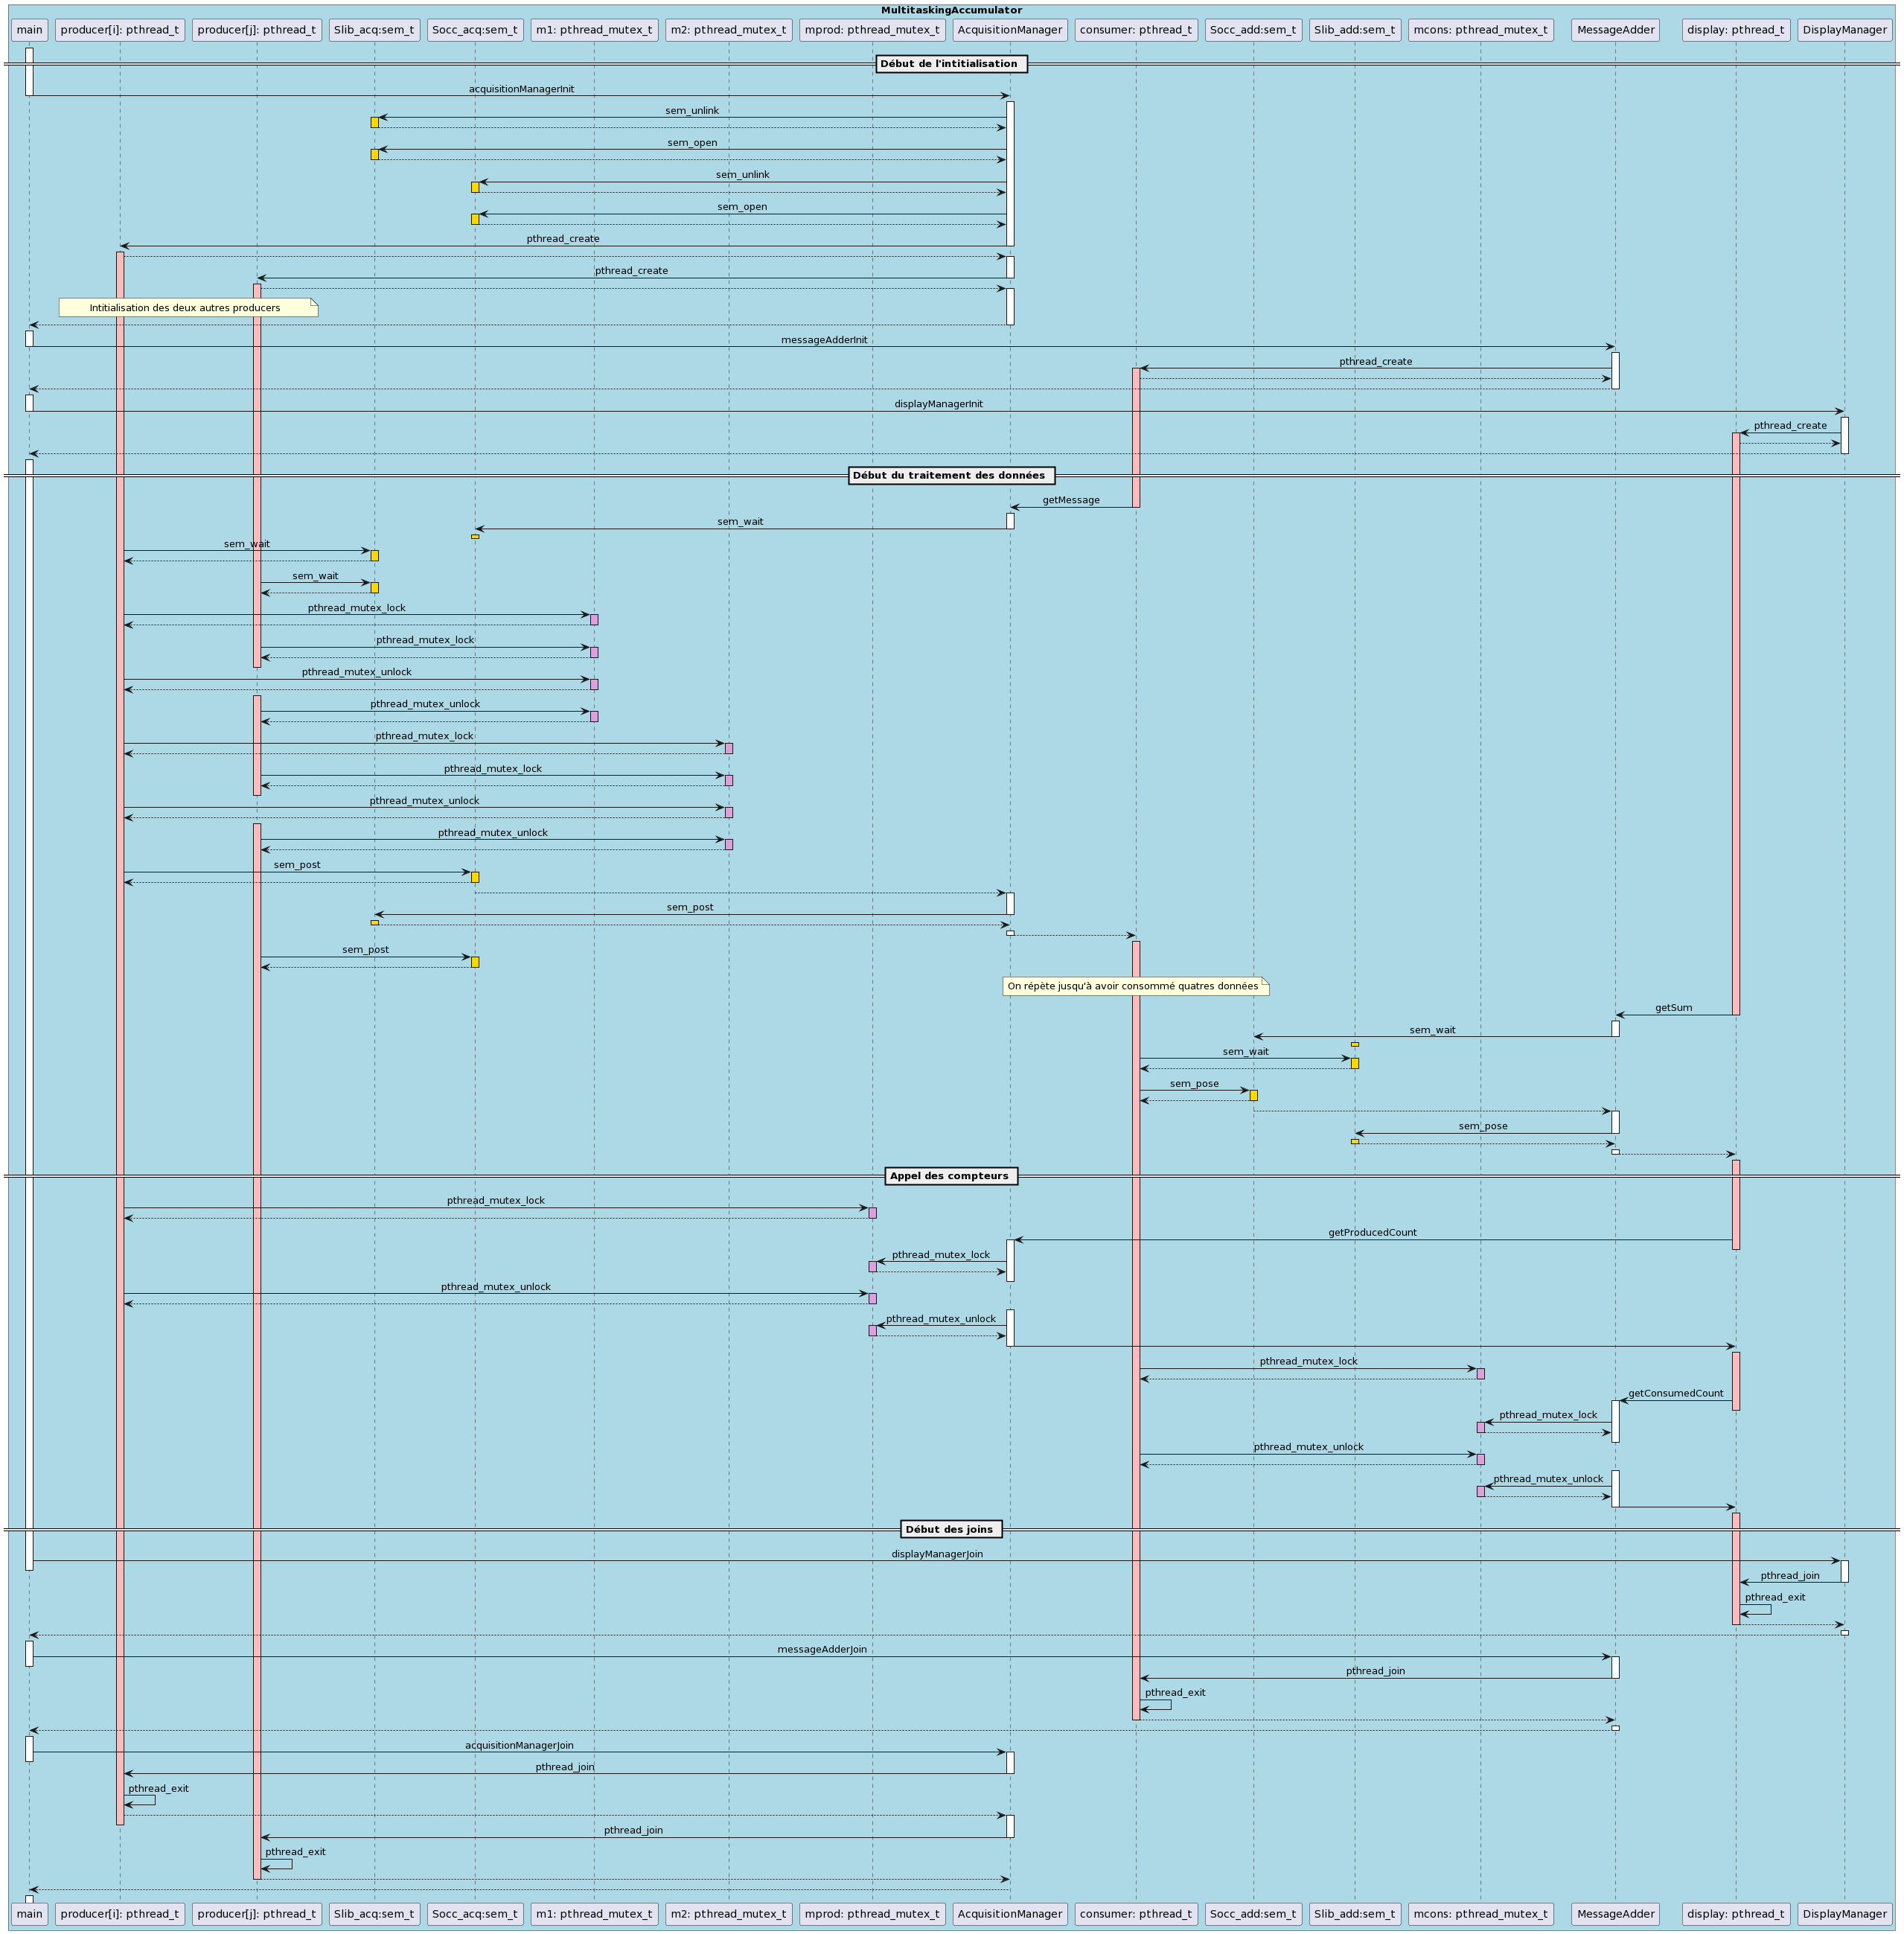 MultitaskingAccumulator
main producer[i]: pthread_t producer[j]: pthread_t Slib_acq:sem_t Socc_acq:sem_t m1: pthread_mutex_t m2: pthread_mutex_t mprod: pthread_mutex_t AcquisitionManager consumer: pthread_t Socc_add:sem_t Slib_add:sem_t mcons: pthread_mutex_t MessageAdder display: pthread_t DisplayManager
Début de l'intitialisation
acquisitionManagerInit
sem_unlink
sem_open
sem_unlink
sem_open
pthread_create
pthread_create
Intitialisation des deux autres producers
messageAdderInit
pthread_create
displayManagerInit
pthread_create
Début du traitement des données
getMessage
sem_wait
sem_wait
sem_wait
pthread_mutex_lock
pthread_mutex_lock
pthread_mutex_unlock
pthread_mutex_unlock
pthread_mutex_lock
pthread_mutex_lock
pthread_mutex_unlock
pthread_mutex_unlock
sem_post
sem_post
sem_post
On répète jusqu'à avoir consommé quatres données
getSum
sem_wait
sem_wait
sem_pose
sem_pose
Appel des compteurs
pthread_mutex_lock
getProducedCount
pthread_mutex_lock
pthread_mutex_unlock
pthread_mutex_unlock
pthread_mutex_lock
getConsumedCount
pthread_mutex_lock
pthread_mutex_unlock
pthread_mutex_unlock
Début des joins
displayManagerJoin
pthread_join
pthread_exit
messageAdderJoin
pthread_join
pthread_exit
acquisitionManagerJoin
pthread_join
pthread_exit
pthread_join
pthread_exit
main producer[i]: pthread_t producer[j]: pthread_t Slib_acq:sem_t Socc_acq:sem_t m1: pthread_mutex_t m2: pthread_mutex_t mprod: pthread_mutex_t AcquisitionManager consumer: pthread_t Socc_add:sem_t Slib_add:sem_t mcons: pthread_mutex_t MessageAdder display: pthread_t DisplayManager